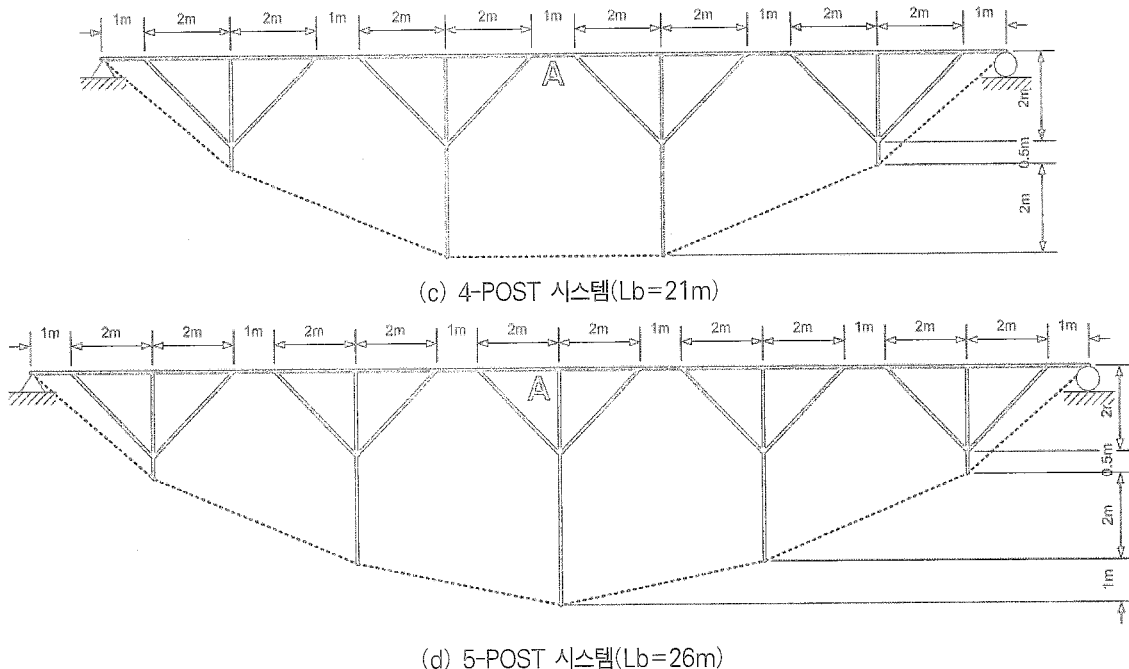 1m 2m 2m 1m 2m 2m 1m 2m 2m 1m 2m 2m 1m
A
2m
0.5m
2m
(c) 4-POST 시스템(Lb=21m)
1m 2m 2m 1m 2m 2m 1m 2m 2m 1m 2m 2m 1m 2m 2m 1m
A
2m
0.5m
2m
1m
(d) 5-POST 시스템(Lb=26m)